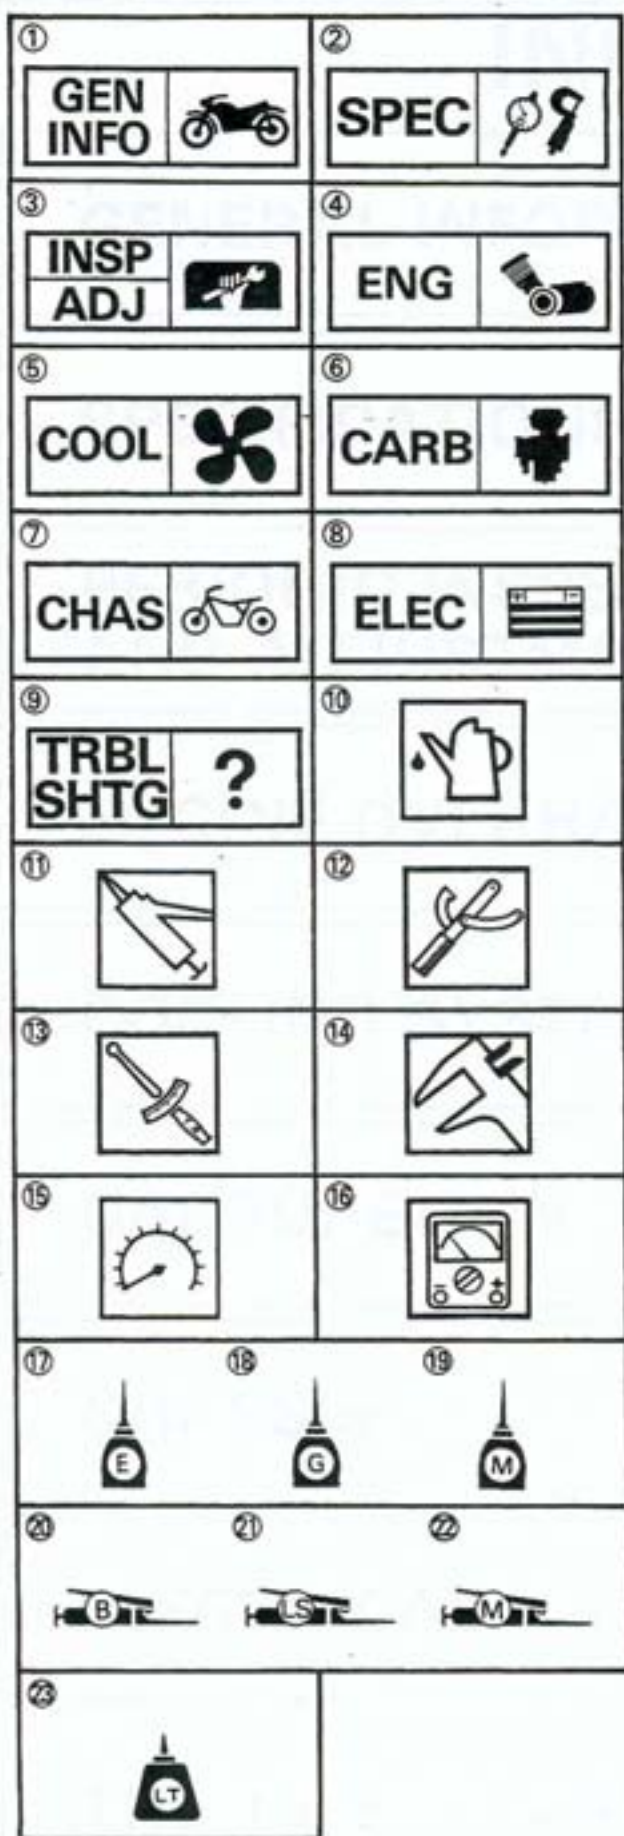 ①
GEN
INFO
②
SPEC
③
INSP
ADJ
④
ENG
⑤
COOL
⑥
CARB
⑦
CHAS
⑧
ELEC
+ −
⑨
TRBL
SHTG
?
⑩
⑪
⑫
⑬
⑭
⑮
⑯
− +
⑰ ⑱ ⑲
E G M
⑳ ㉑ ㉒
B LS M
㉓
LT